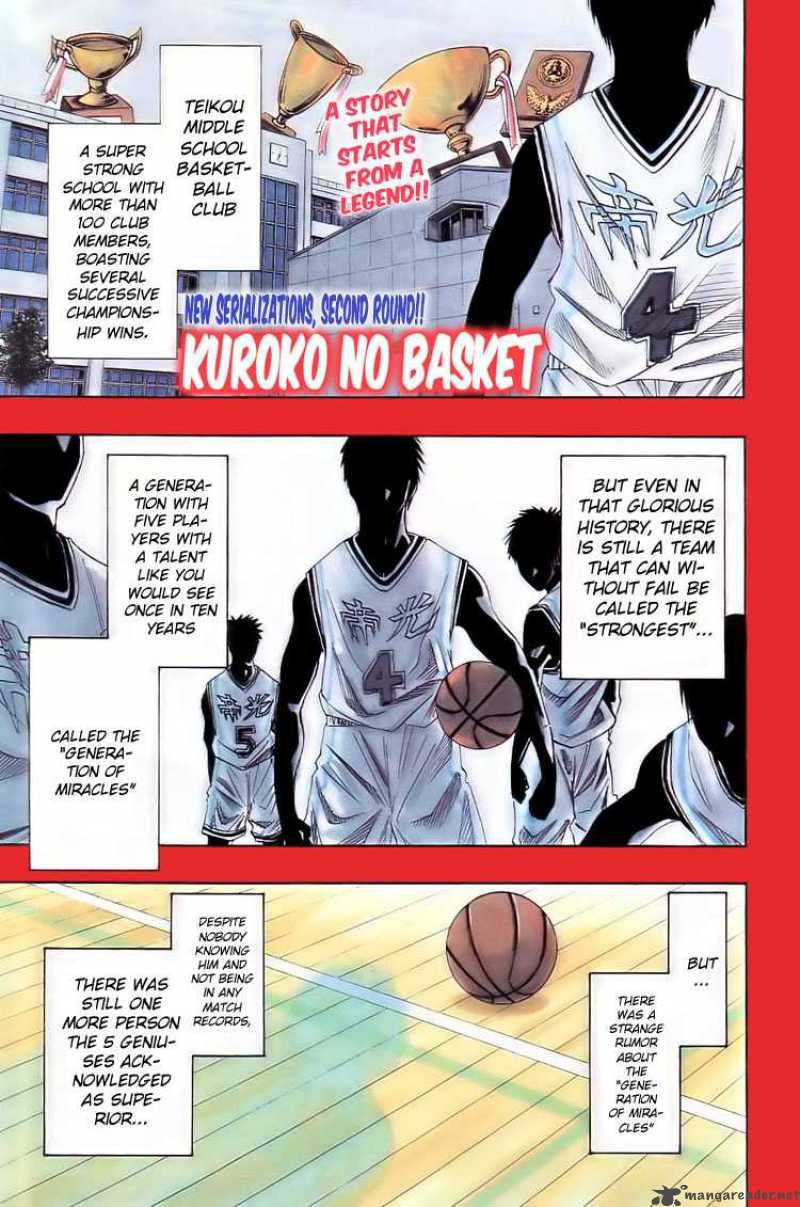 TEIKOU
MIDDLE
SCHOOL
BASKET-
BALL
CLUB
A SUPER
STRONG
SCHOOL WITH
MORE THAN
100 CLUB
MEMBERS,
BOASTING
SEVERAL
SUCCESSIVE
CHAMPION-
SHIP WINS.
A STORY
THAT
STARTS
FROM A
LEGEND!!
帝光
4
NEW SERIALIZATIONS, SECOND ROUND!!
KUROKO NO BASKET
BUT EVEN IN
THAT GLORIOUS
HISTORY, THERE
IS STILL A TEAM
THAT CAN WI-
THOUT FAIL BE
CALLED THE
"STRONGEST"...
A GENERA-
TION WITH
FIVE PLA-
YERS WITH
A TALENT
LIKE YOU
WOULD SEE
ONCE IN TEN
YEARS
帝光
4
帝光
5
CALLED THE
"GENERA-
TION OF
MIRACLES"
BUT
...
THERE
WAS A
STRANGE
RUMOR
ABOUT
THE
"GENE-
RATION
OF MIRA-
CLES"
DESPITE
NOBODY
KNOWING
HIM AND
NOT BEING
IN ANY
MATCH
RECORDS,
THERE WAS
STILL ONE
MORE PERSON
THE 5 GENIU-
SES ACK-
NOWLEDGED
AS SUPE-
RIOR...
mangareader.net